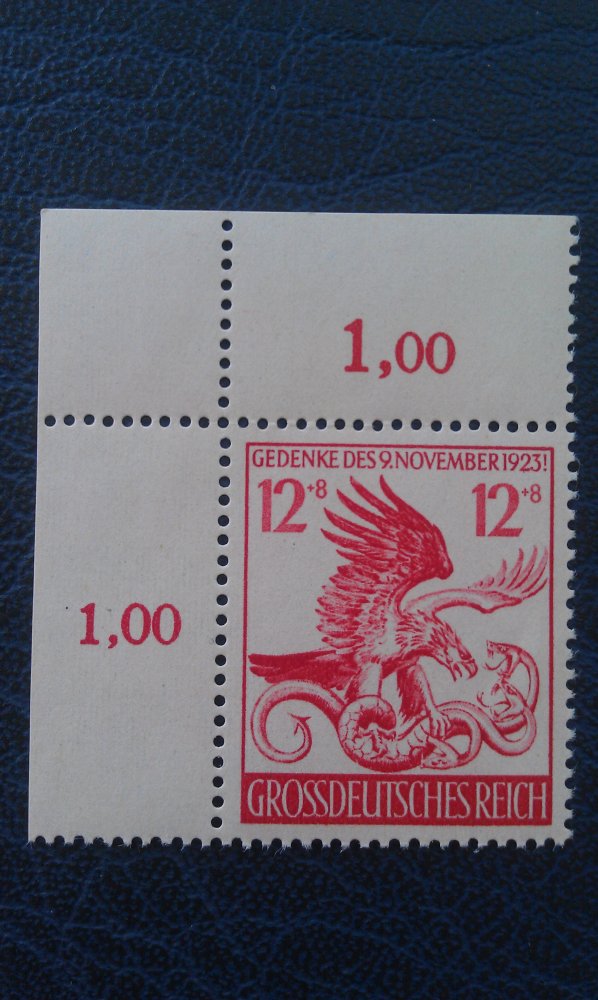 1,00
1,00
GEDENKE DES 9. NOVEMBER 1923!
12+8 12+8
GROSSDEUTSCHES REICH